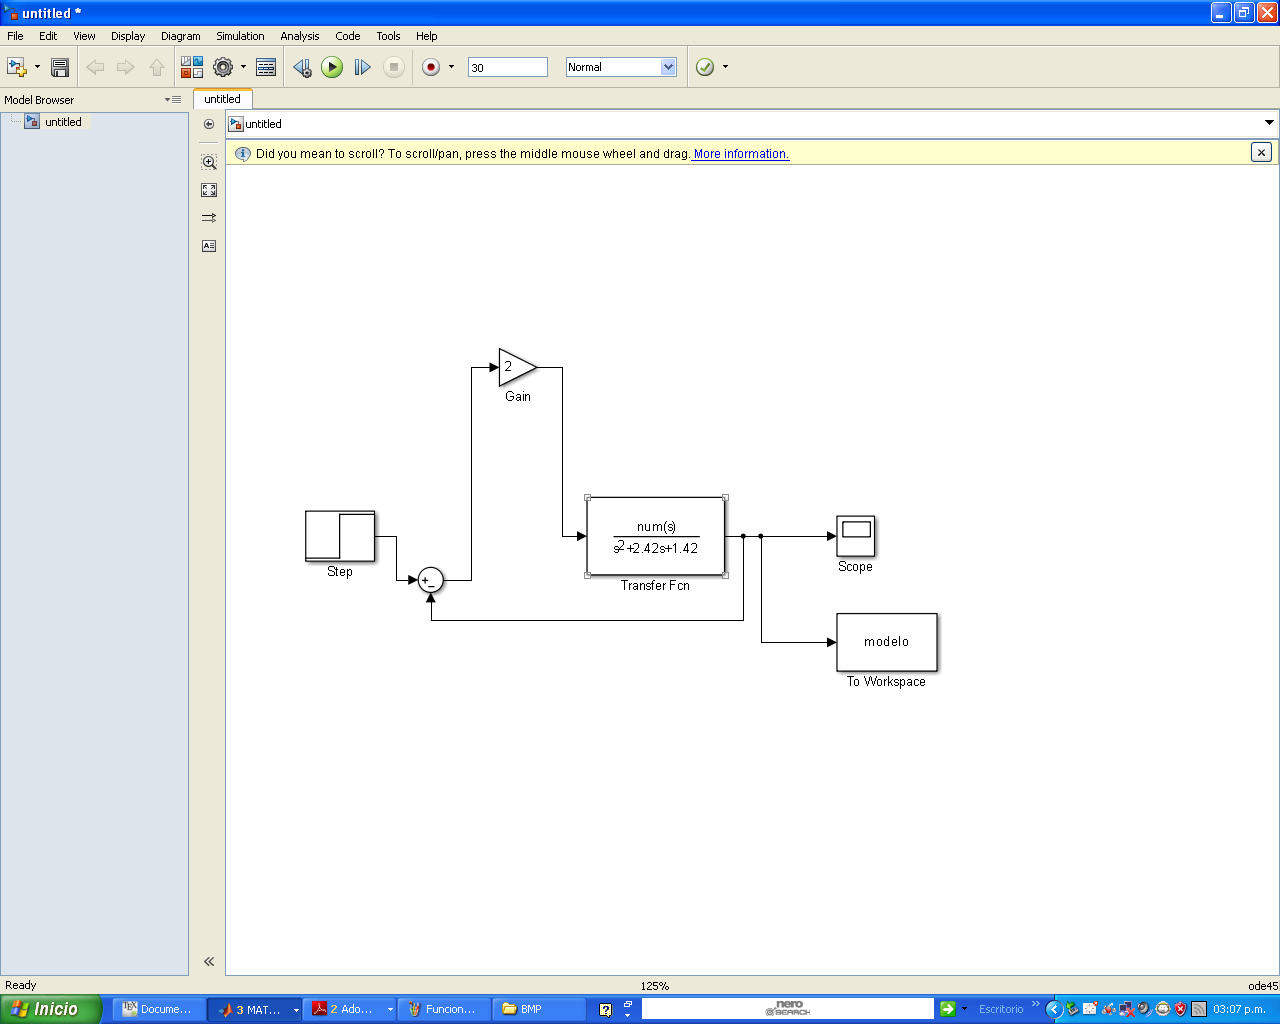 untitled *
File Edit View Display Diagram Simulation Analysis Code Tools Help
30 Normal
Model Browser
untitled
untitled
untitled
Did you mean to scroll? To scroll/pan, press the middle mouse wheel and drag. More information.
2
Gain
Step
+
−
num(s)
s2+2.42s+1.42
Transfer Fcn
Scope
modelo
To Workspace
Ready 125% ode45
Inicio Docume... 3 MAT... 2 Ado... Funcion... BMP nero SEARCH Escritorio 03:07 p.m.